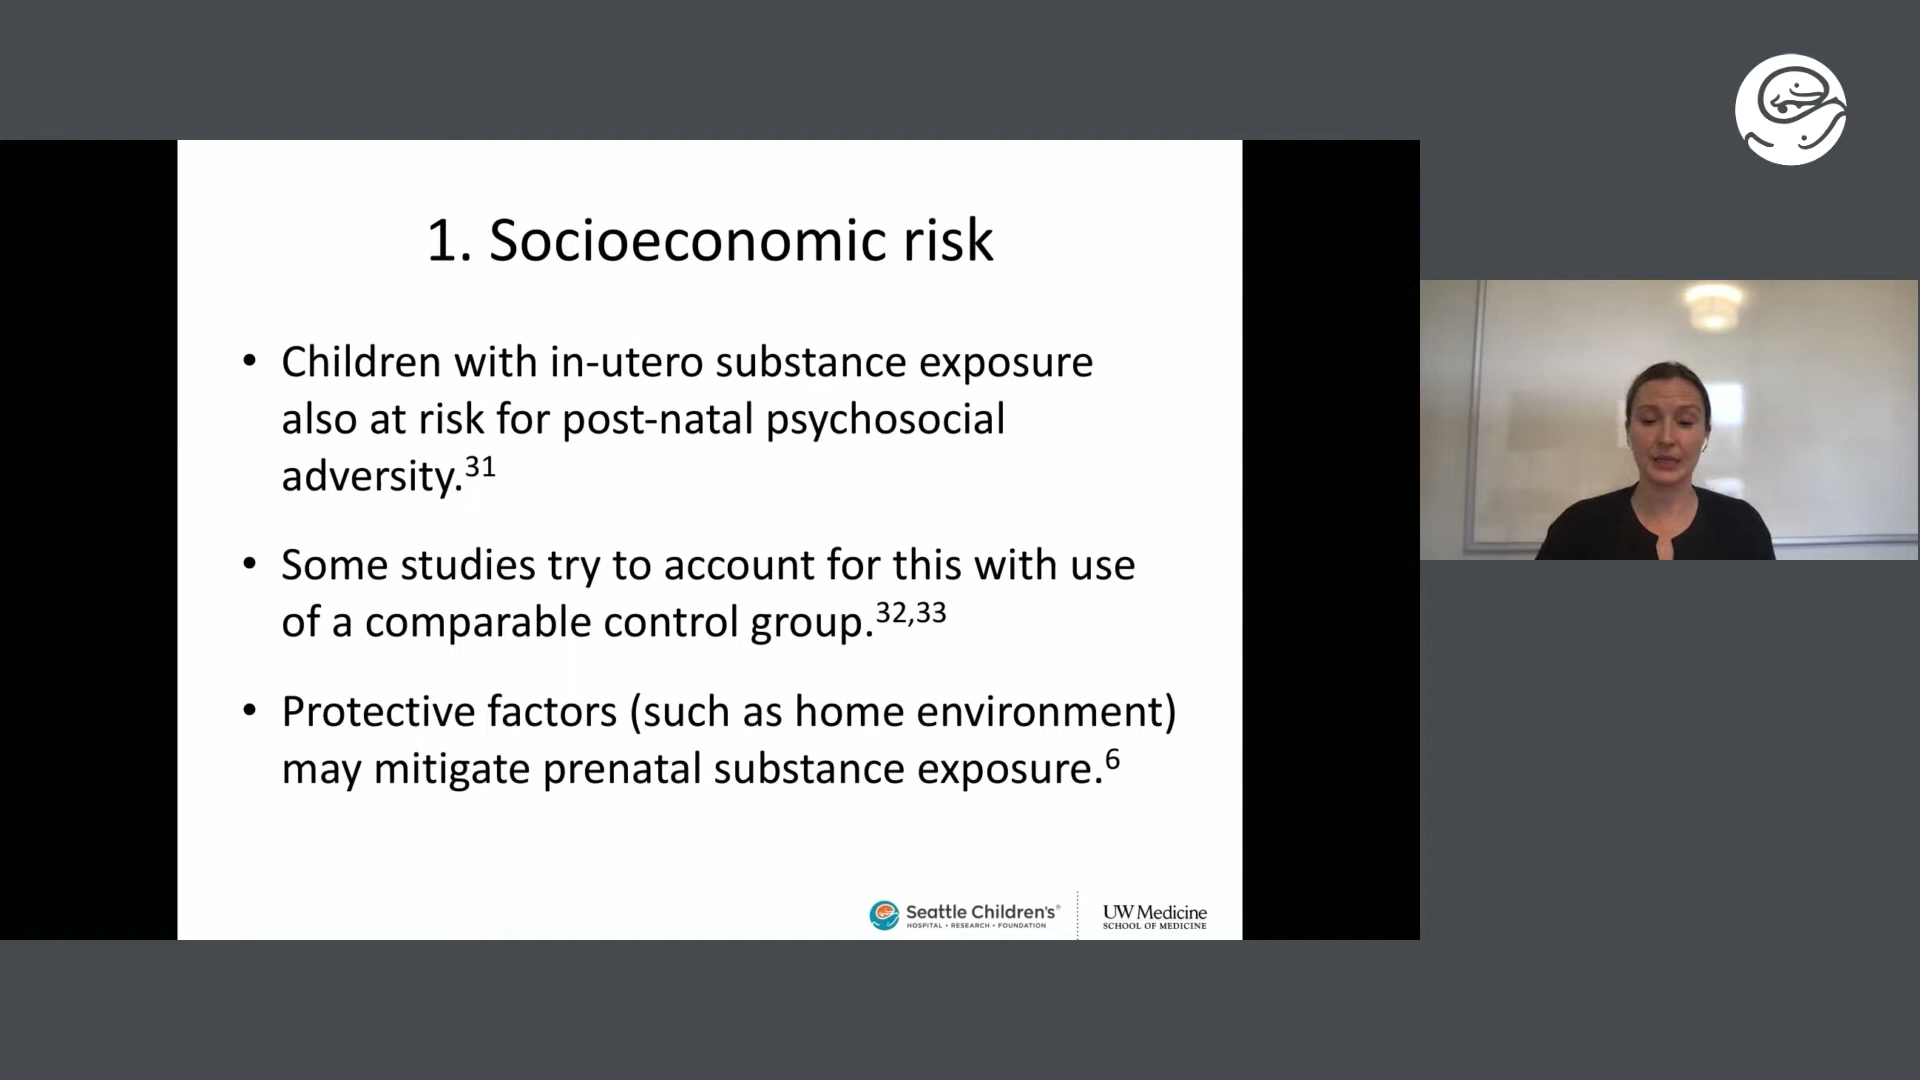 1. Socioeconomic risk
• Children with in-utero substance exposure
also at risk for post-natal psychosocial
adversity.31
• Some studies try to account for this with use
of a comparable control group.32,33
• Protective factors (such as home environment)
may mitigate prenatal substance exposure.6
Seattle Children's®
HOSPITAL • RESEARCH • FOUNDATION
UW Medicine
SCHOOL OF MEDICINE